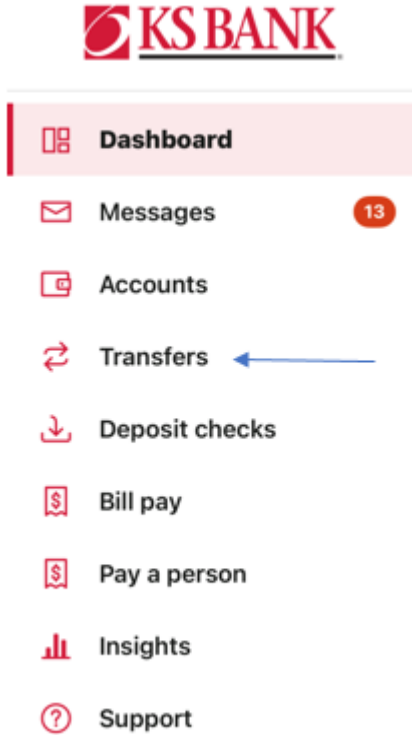 KS BANK
Dashboard
Messages 13
Accounts
Transfers
Deposit checks
Bill pay
Pay a person
Insights
Support